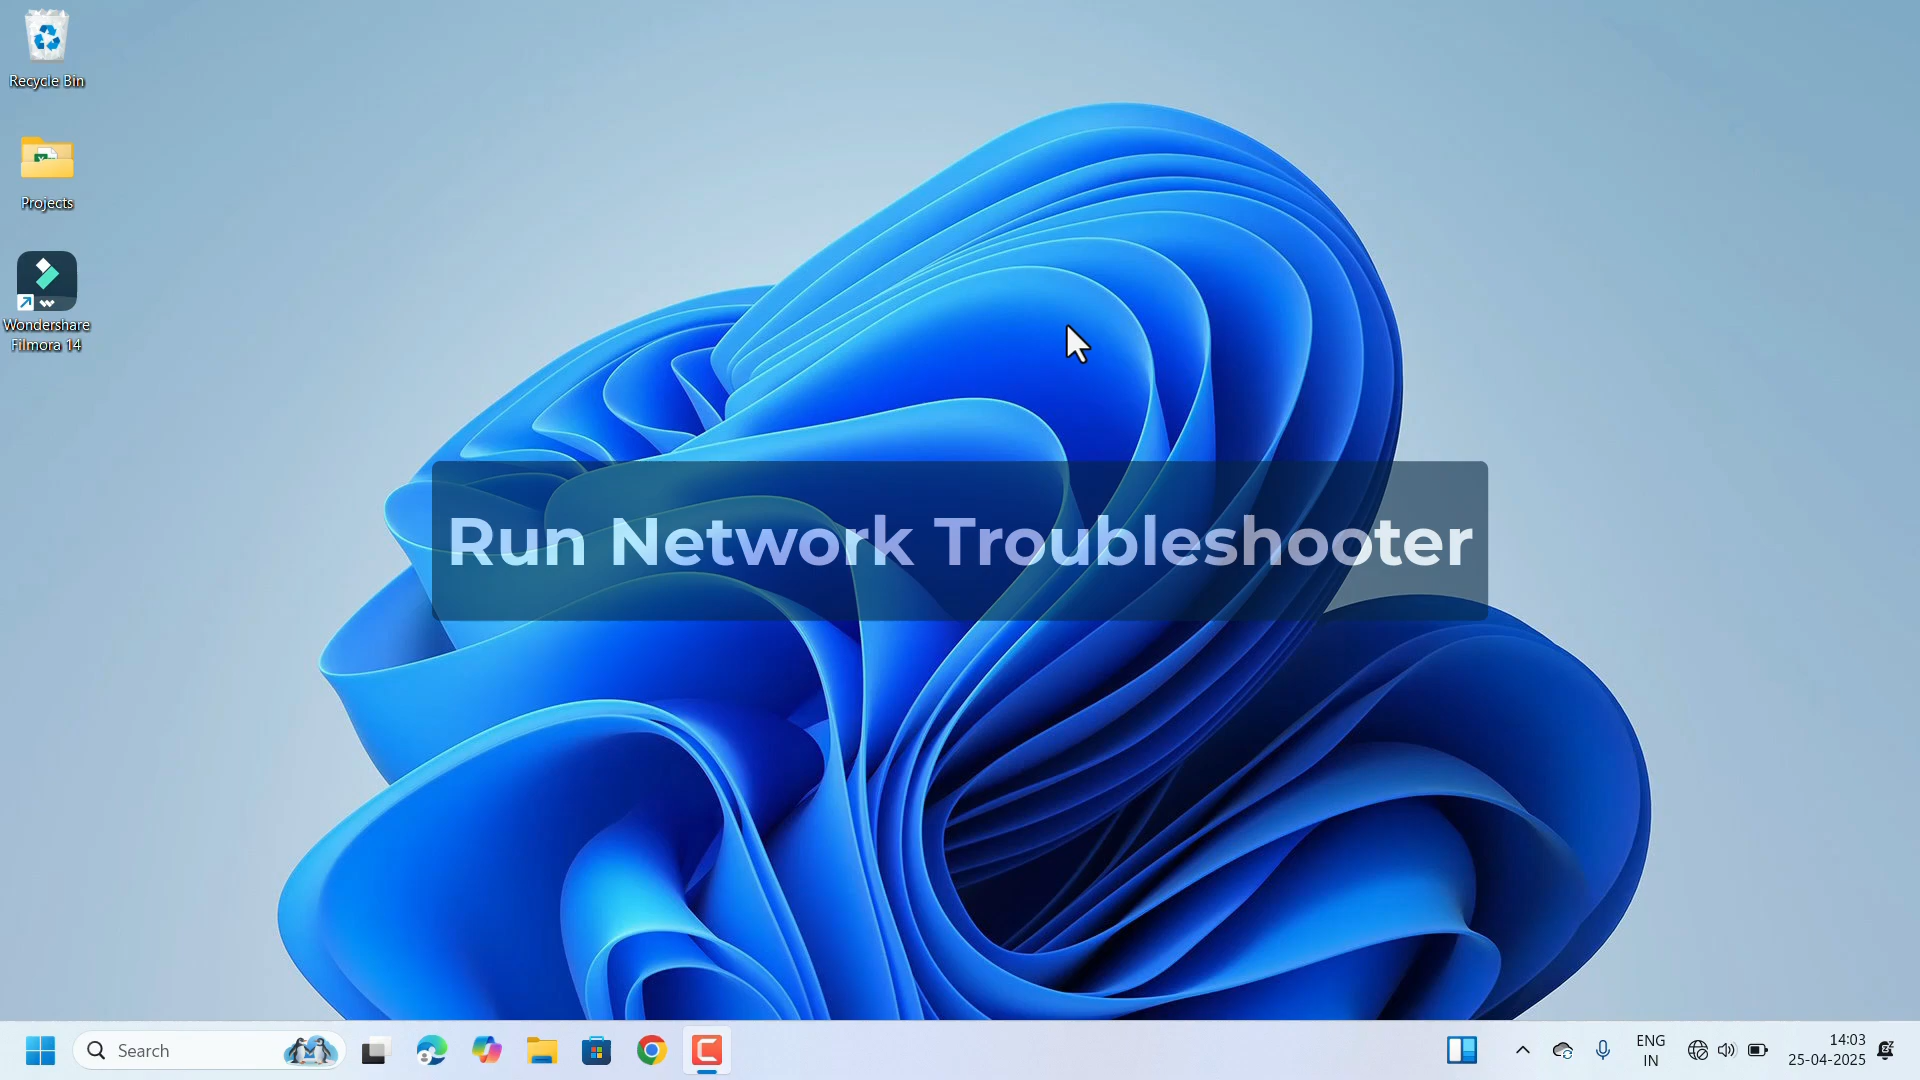 Recycle Bin
Projects
Wondershare
Filmora 14
Run Network Troubleshooter
Search
ENG
IN
14:03
25-04-2025